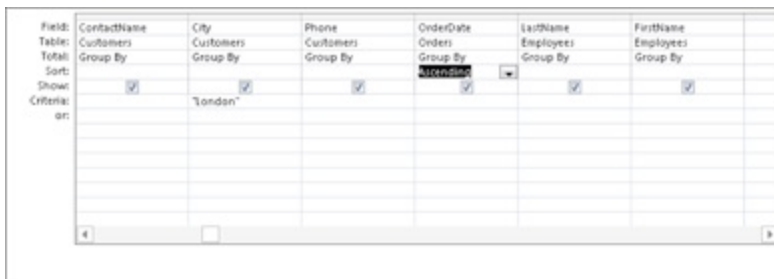 Field: ContactName City Phone OrderDate LastName FirstName
Table: Customers Customers Customers Orders Employees Employees
Total: Group By Group By Group By Group By Group By Group By
Sort: Ascending
Show:
Criteria: "London"
or: